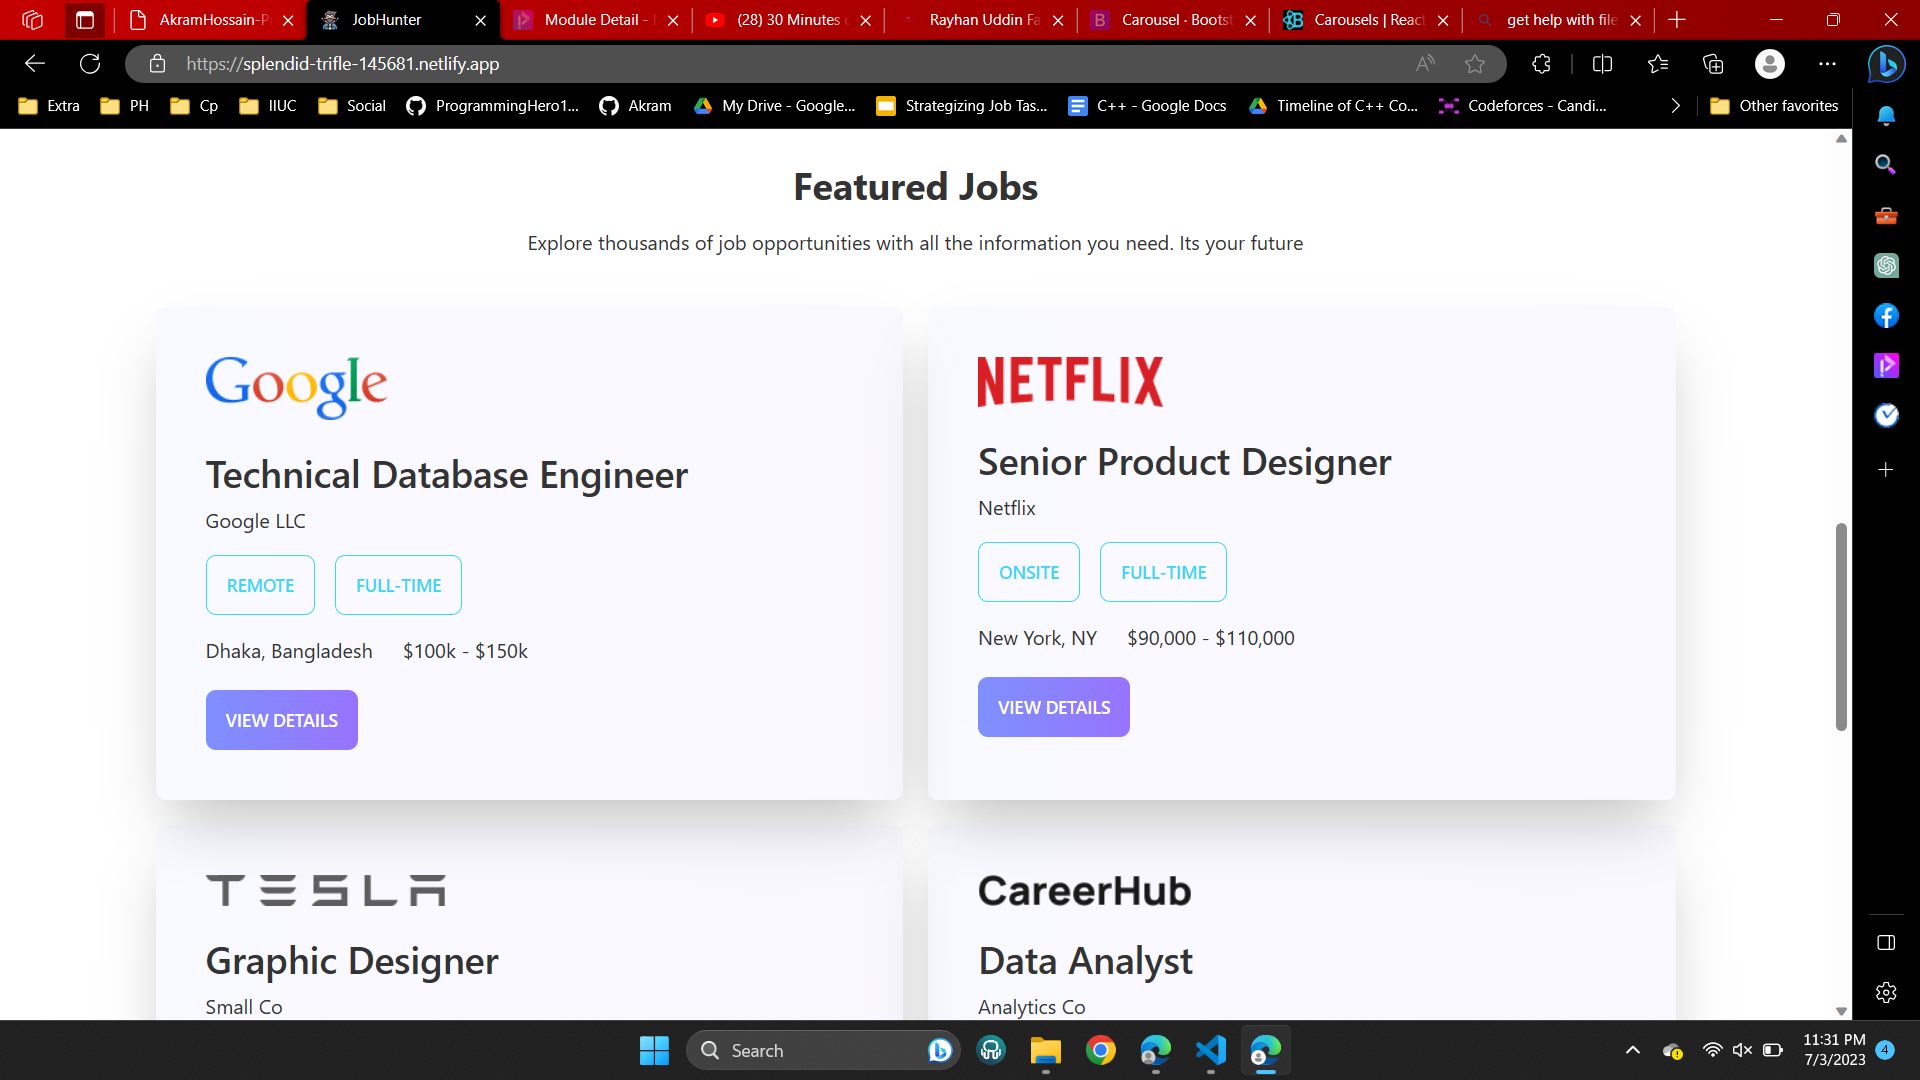 AkramHossain-P
JobHunter
Module Detail -
(28) 30 Minutes
Rayhan Uddin Fa
Carousel · Bootst
Carousels | React
get help with file
https://splendid-trifle-145681.netlify.app
Extra
PH
Cp
IIUC
Social
ProgrammingHero1...
Akram
My Drive - Google...
Strategizing Job Tas...
C++ - Google Docs
Timeline of C++ Co...
Codeforces - Candi...
Other favorites
Featured Jobs
Explore thousands of job opportunities with all the information you need. Its your future
Google
Technical Database Engineer
Google LLC
REMOTE
FULL-TIME
Dhaka, Bangladesh
$100k - $150k
VIEW DETAILS
NETFLIX
Senior Product Designer
Netflix
ONSITE
FULL-TIME
New York, NY
$90,000 - $110,000
VIEW DETAILS
TESLA
Graphic Designer
Small Co
CareerHub
Data Analyst
Analytics Co
Search
11:31 PM
7/3/2023
4